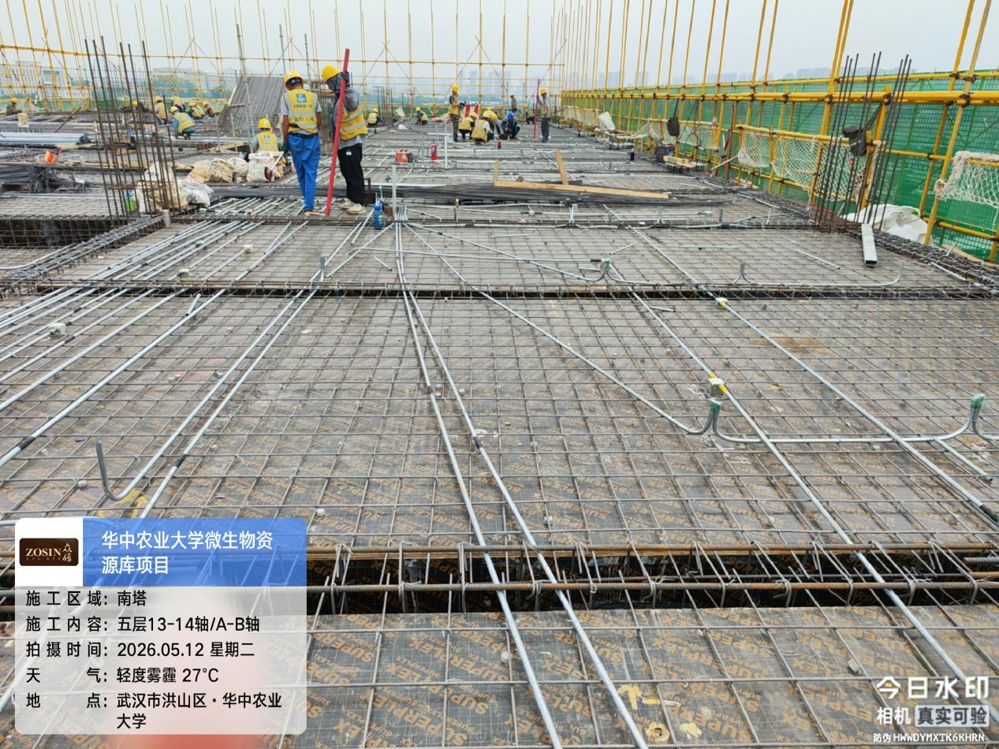 ZOSIN 众信
华中农业大学微生物资
源库项目
施工区域：南塔
施工内容：五层13-14轴/A-B轴
拍摄时间：2026.05.12 星期二
天气：轻度雾霾 27°C
地点：武汉市洪山区·华中农业
大学
SUPERPLEX
今日水印
相机 真实可验
防伪 HWWDYMXTK6KHRN